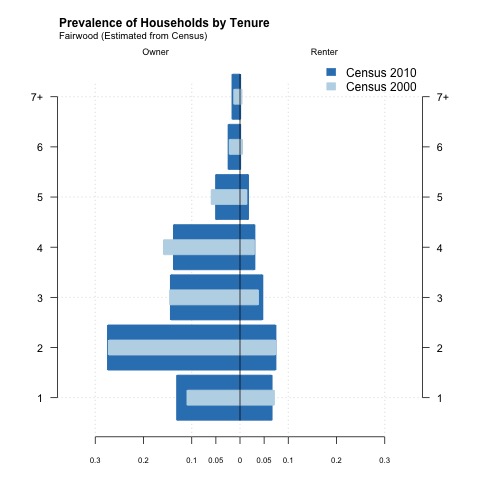 Prevalence of Households by Tenure
Fairwood (Estimated from Census)
Owner Renter
Census 2010
Census 2000
7+ 7+
6 6
5 5
4 4
3 3
2 2
1 1
0.3 0.2 0.1 0.05 0 0.05 0.1 0.2 0.3